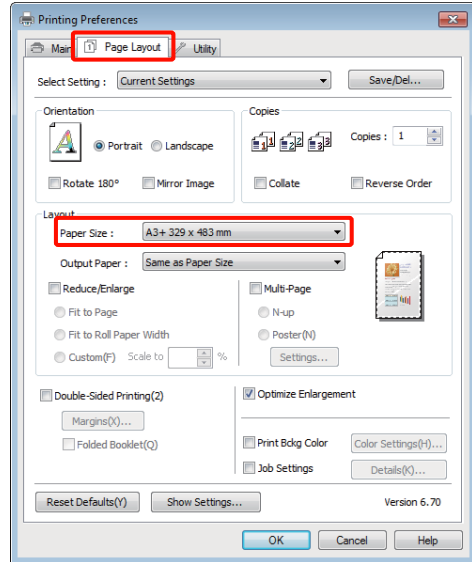 Printing Preferences
Main Page Layout Utility
Select Setting : Current Settings Save/Del...
Orientation Copies
Portrait Landscape Copies : 1
Rotate 180° Mirror Image Collate Reverse Order
Layout
Paper Size : A3+ 329 x 483 mm
Output Paper : Same as Paper Size
Reduce/Enlarge Multi-Page
Fit to Page N-up
Fit to Roll Paper Width Poster(N)
Custom(F) Scale to % Settings...
Double-Sided Printing(2) Optimize Enlargement
Margins(X)...
Folded Booklet(Q) Print Bckg Color Color Settings(H)...
Job Settings Details(K)...
Reset Defaults(Y) Show Settings... Version 6.70
OK Cancel Help